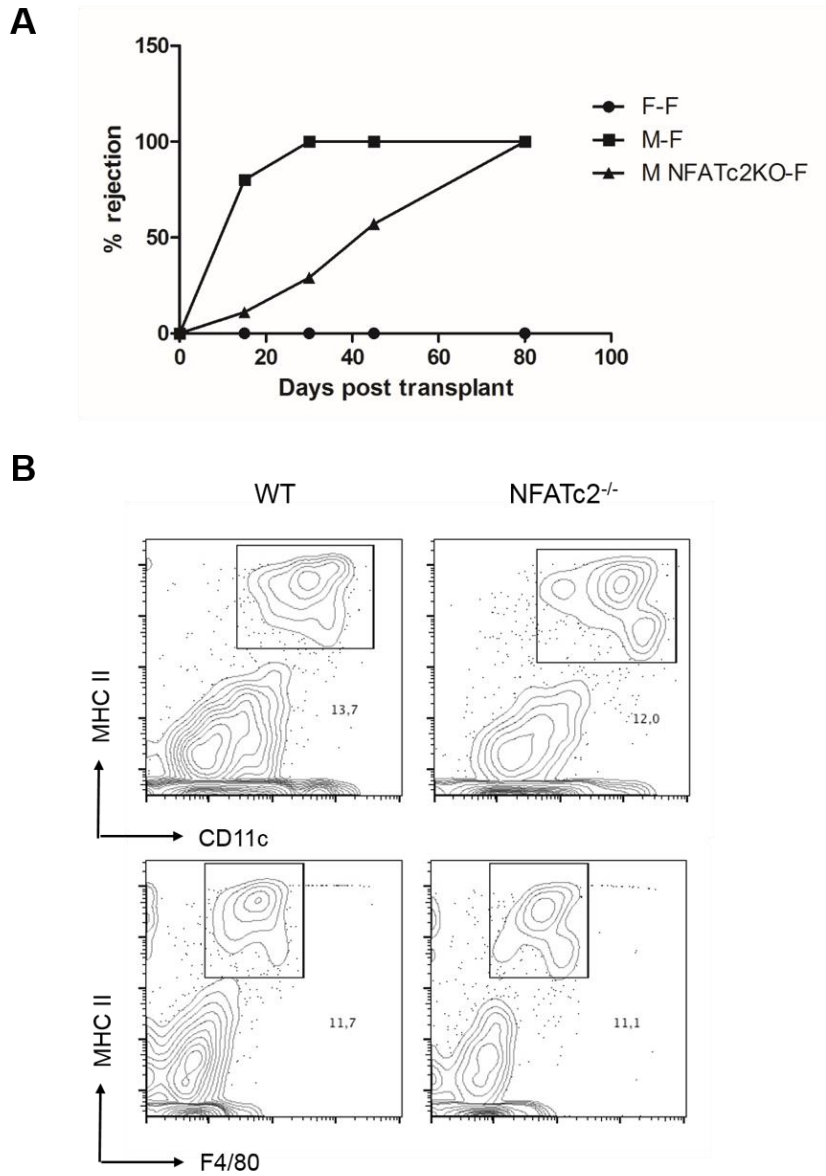 A
150
100
50
0
% rejection
0 20 40 60 80 100
Days post transplant
F-F
M-F
M NFATc2KO-F
B
WT NFATc2-/-
MHC II
13,7
12,0
CD11c
MHC II
11,7
11,1
F4/80